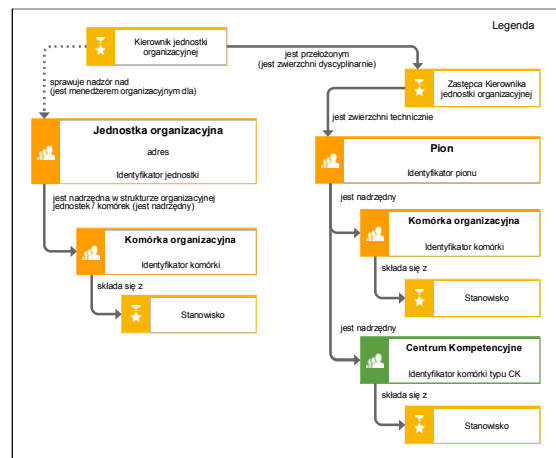 Legenda
Kierownik jednostki
organizacyjnej
jest przełożonym
(jest zwierzchni dyscyplinarnie)
sprawuje nadzór nad
(jest menedżerem organizacyjnym dla)
Zastępca Kierownika
jednostki organizacyjnej
jest zwierzchni technicznie
Jednostka organizacyjna
adres
Identyfikator jednostki
Pion
Identyfikator pionu
jest nadrzędna w strukturze organizacyjnej
jednostek / komórek (jest nadrzędny)
jest nadrzędny
Komórka organizacyjna
Identyfikator komórki
Komórka organizacyjna
Identyfikator komórki
składa się z
Stanowisko
składa się z
Stanowisko
jest nadrzędny
Centrum Kompetencyjne
Identyfikator komórki typu CK
składa się z
Stanowisko